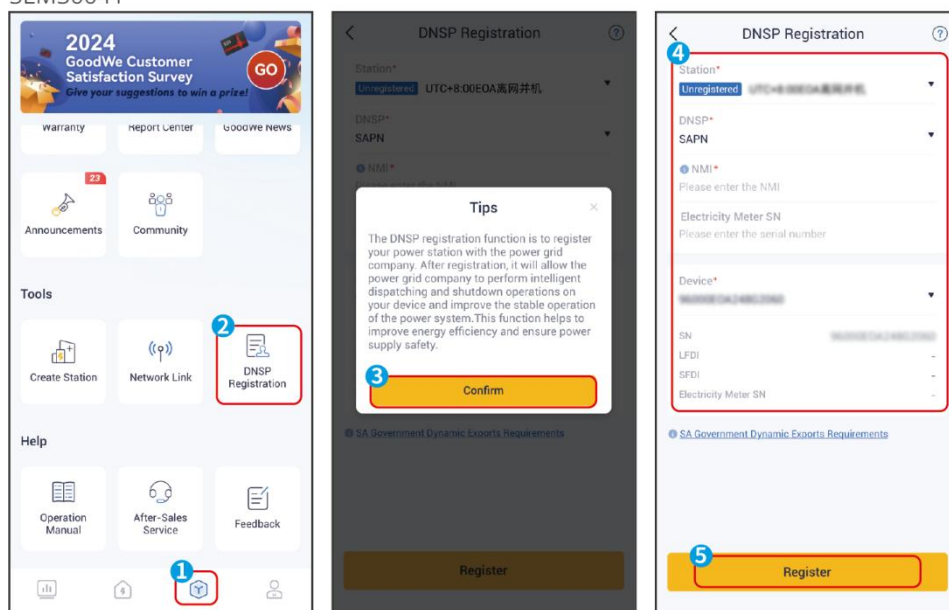 2024
GoodWe Customer
Satisfaction Survey
Give your suggestions to win a prize!
GO
Warranty
Report Center
GoodWe News
23
Announcements
Community
Tools
2
Create Station
Network Link
DNSP
Registration
Help
Operation
Manual
After-Sales
Service
Feedback
1
DNSP Registration
Station*
Unregistered UTC+8:00EOA离网并机
DNSP*
SAPN
NMI*
Tips
The DNSP registration function is to register
your power station with the power grid
company. After registration, it will allow the
power grid company to perform intelligent
dispatching and shutdown operations on
your device and improve the stable operation
of the power system.This function helps to
improve energy efficiency and ensure power
supply safety.
3
Confirm
SA Government Dynamic Exports Requirements
Register
DNSP Registration
4
Station*
Unregistered
DNSP*
SAPN
NMI*
Please enter the NMI
Electricity Meter SN
Please enter the serial number
Device*
SN
LFDI -
SFDI -
Electricity Meter SN -
SA Government Dynamic Exports Requirements
5
Register